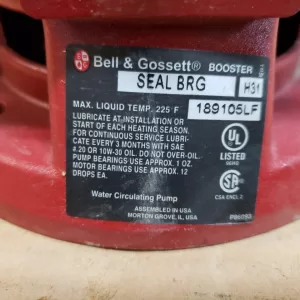 Bell & Gossett® BOOSTER
SEAL BRG H31
MAX. LIQUID TEMP. 225°F 189105LF
LUBRICATE AT INSTALLATION OR
START OF EACH HEATING SEASON.
FOR CONTINUOUS SERVICE LUBRI-
CATE EVERY 3 MONTHS WITH SAE
#.20 OR 10W-30 OIL. DO NOT OVER-OIL.
PUMP BEARINGS USE APPROX. 1 OZ.
MOTOR BEARINGS USE APPROX. 12
DROPS EA.
UL
LISTED
SA
Water Circulating Pump
ASSEMBLED IN USA
MORTON GROVE, IL, USA